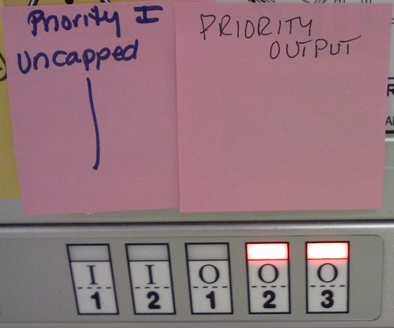 Priority I
Uncapped
PRIORITY
OUTPUT
I I O O O
1 2 1 2 3